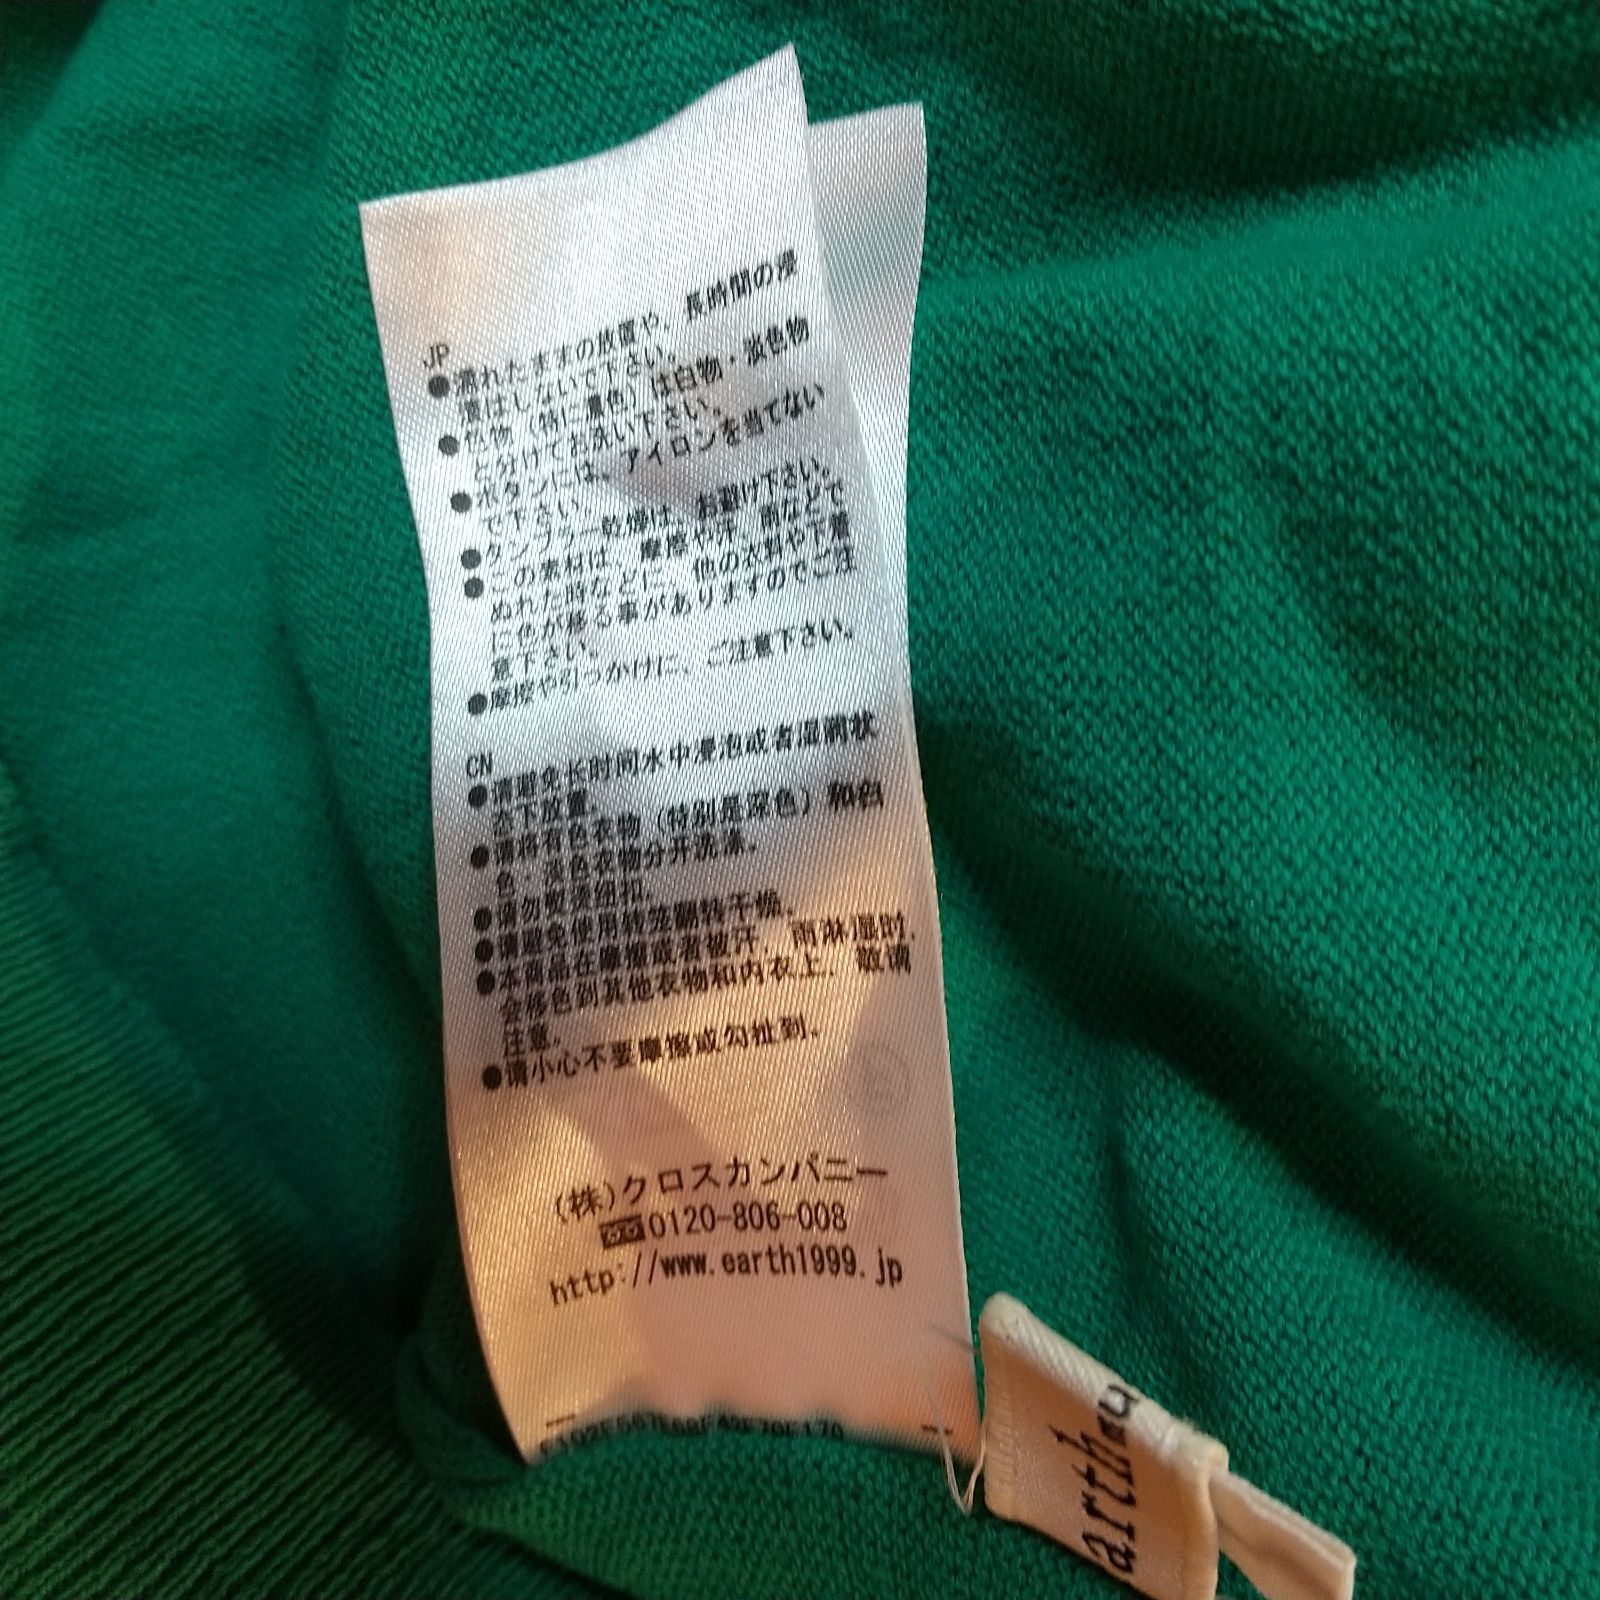 JP
●濡れたままの放置や、長時間の浸
漬はしないで下さい。
●色物（特に濃色）は白物・淡色物
と分けてお洗い下さい。
●ボタンには、アイロンを当てない
で下さい。
●タンブラー乾燥は、お避け下さい。
●この素材は、摩擦や汗、雨などで
ぬれた時などに、他の衣料や下着
に色が移る事がありますのでご注
意下さい。
●摩擦や引っかけに、ご注意下さい。
CN
●请避免长时间水中浸泡或者湿润状
态下放置.
●请将有色衣物（特别是深色）和白
色・淡色衣物分开洗涤.
●请勿熨烫纽扣.
●请避免使用转笼翻转干燥.
●本商品在摩擦或者被汗.雨淋湿时.
会移色到其他衣物和内衣上.敬请
注意.
●请小心不要摩擦或勾扯到.
(株)クロスカンパニー
0120-806-008
http://www.earth1999.jp
earth mu